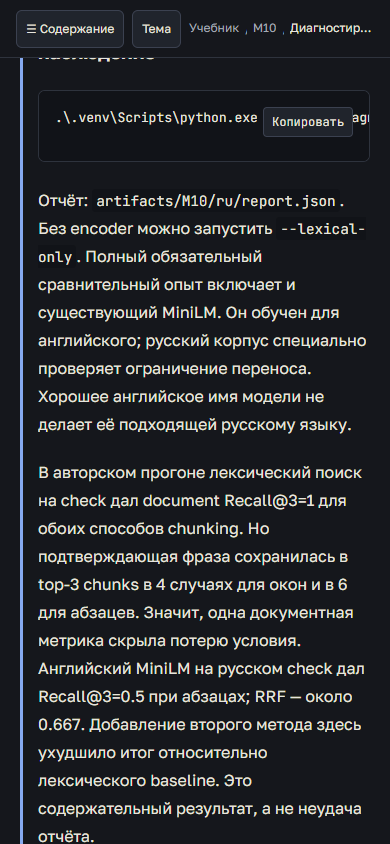 ☰ Содержание Тема Учебник , M10 , Диагностир...
наблюдение
.\.venv\Scripts\python.exe Копировать
Отчёт: artifacts/M10/ru/report.json.
Без encoder можно запустить --lexical-
only. Полный обязательный
сравнительный опыт включает и
существующий MiniLM. Он обучен для
английского; русский корпус специально
проверяет ограничение переноса.
Хорошее английское имя модели не
делает её подходящей русскому языку.
В авторском прогоне лексический поиск
на check дал document Recall@3=1 для
обоих способов chunking. Но
подтверждающая фраза сохранилась в
top-3 chunks в 4 случаях для окон и в 6
для абзацев. Значит, одна документная
метрика скрыла потерю условия.
Английский MiniLM на русском check дал
Recall@3=0.5 при абзацах; RRF — около
0.667. Добавление второго метода здесь
ухудшило итог относительно
лексического baseline. Это
содержательный результат, а не неудача
отчёта.